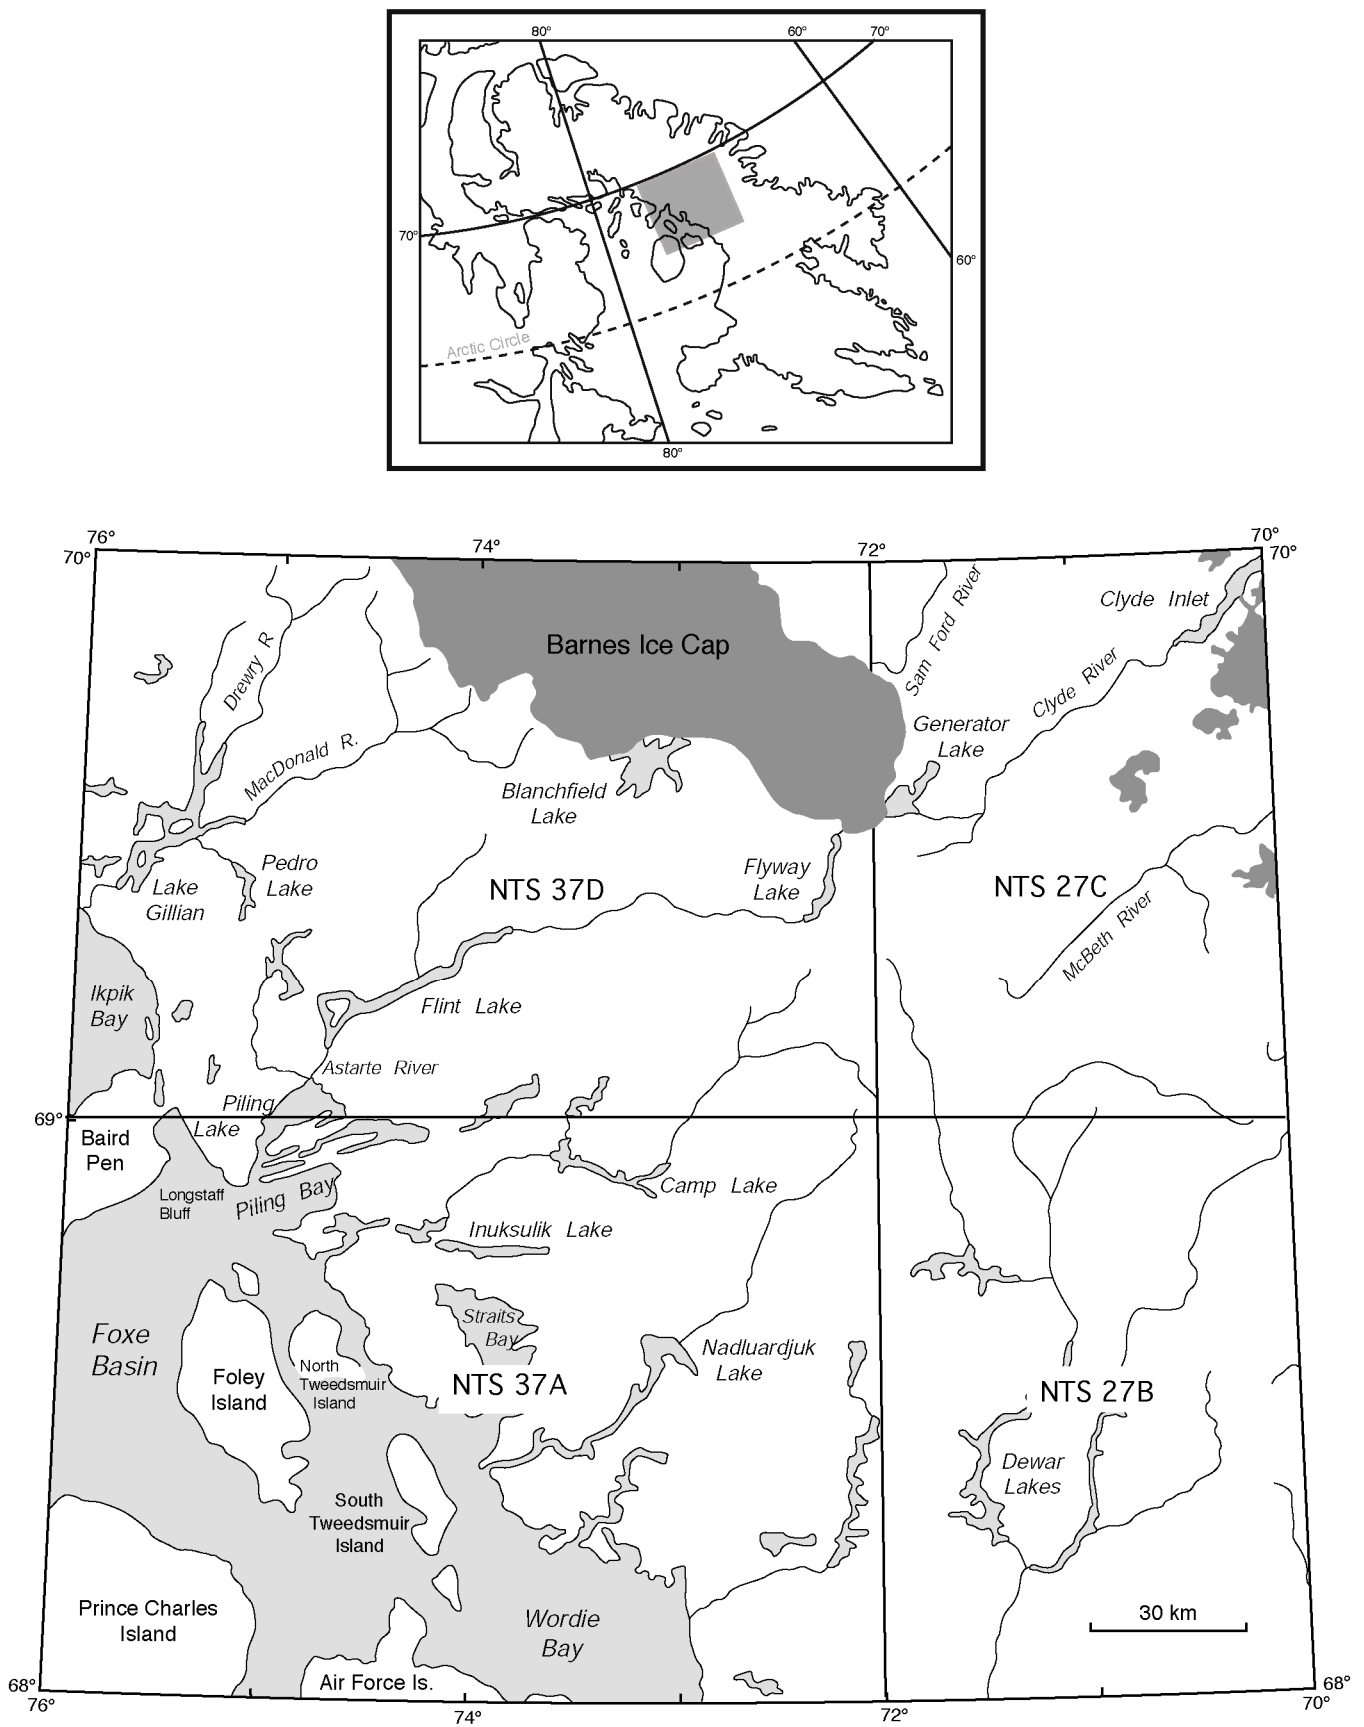 80°
60°
70°
70°
60°
Arctic Circle
80°
76°
74°
72°
70°
70°
70°
Barnes Ice Cap
Sam Ford River
Clyde Inlet
Clyde River
Drewry R
MacDonald R.
Generator
Lake
Blanchfield
Lake
Pedro
Lake
Lake
Gillian
NTS 37D
Flyway
Lake
NTS 27C
McBeth River
Ikpik
Bay
Flint Lake
Astarte River
69°
Piling
Lake
Baird
Pen
Longstaff
Bluff
Piling Bay
Camp Lake
Inuksulik Lake
Straits
Bay
Foxe
Basin
Foley
Island
North
Tweedsmuir
Island
NTS 37A
Nadluardjuk
Lake
NTS 27B
Dewar
Lakes
South
Tweedsmuir
Island
Prince Charles
Island
Wordie
Bay
30 km
Air Force Is.
68°
68°
76°
74°
72°
70°